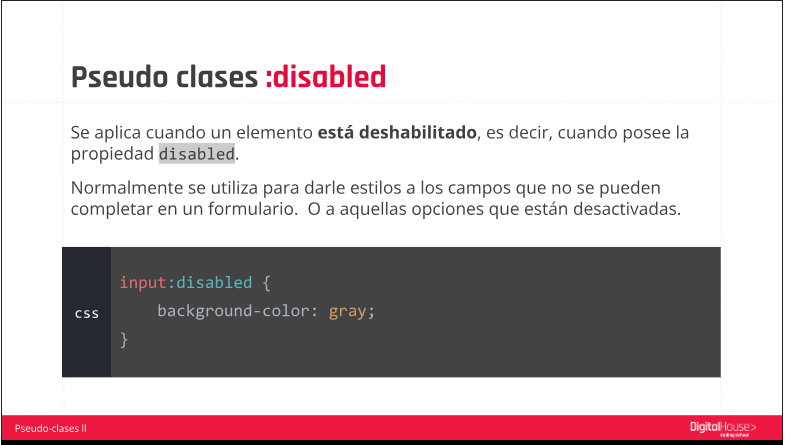 Pseudo clases :disabled
Se aplica cuando un elemento está deshabilitado, es decir, cuando posee la
propiedad disabled.
Normalmente se utiliza para darle estilos a los campos que no se pueden
completar en un formulario.  O a aquellas opciones que están desactivadas.
css
input:disabled {
    background-color: gray;
}
Pseudo-clases ll
DigitalHouse>
Coding School